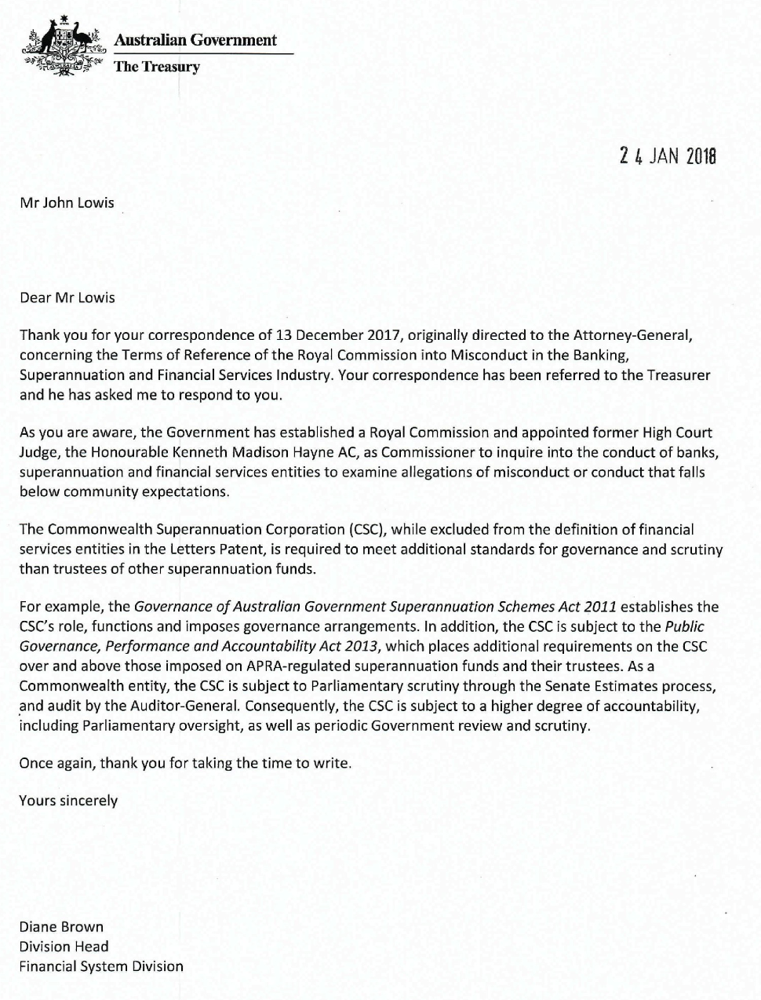 Australian Government
The Treasury
2 4 JAN 2018
Mr John Lowis
Dear Mr Lowis
Thank you for your correspondence of 13 December 2017, originally directed to the Attorney-General,
concerning the Terms of Reference of the Royal Commission into Misconduct in the Banking,
Superannuation and Financial Services Industry. Your correspondence has been referred to the Treasurer
and he has asked me to respond to you.
As you are aware, the Government has established a Royal Commission and appointed former High Court
Judge, the Honourable Kenneth Madison Hayne AC, as Commissioner to inquire into the conduct of banks,
superannuation and financial services entities to examine allegations of misconduct or conduct that falls
below community expectations.
The Commonwealth Superannuation Corporation (CSC), while excluded from the definition of financial
services entities in the Letters Patent, is required to meet additional standards for governance and scrutiny
than trustees of other superannuation funds.
For example, the Governance of Australian Government Superannuation Schemes Act 2011 establishes the
CSC's role, functions and imposes governance arrangements. In addition, the CSC is subject to the Public
Governance, Performance and Accountability Act 2013, which places additional requirements on the CSC
over and above those imposed on APRA-regulated superannuation funds and their trustees. As a
Commonwealth entity, the CSC is subject to Parliamentary scrutiny through the Senate Estimates process,
and audit by the Auditor-General. Consequently, the CSC is subject to a higher degree of accountability,
including Parliamentary oversight, as well as periodic Government review and scrutiny.
Once again, thank you for taking the time to write.
Yours sincerely
Diane Brown
Division Head
Financial System Division